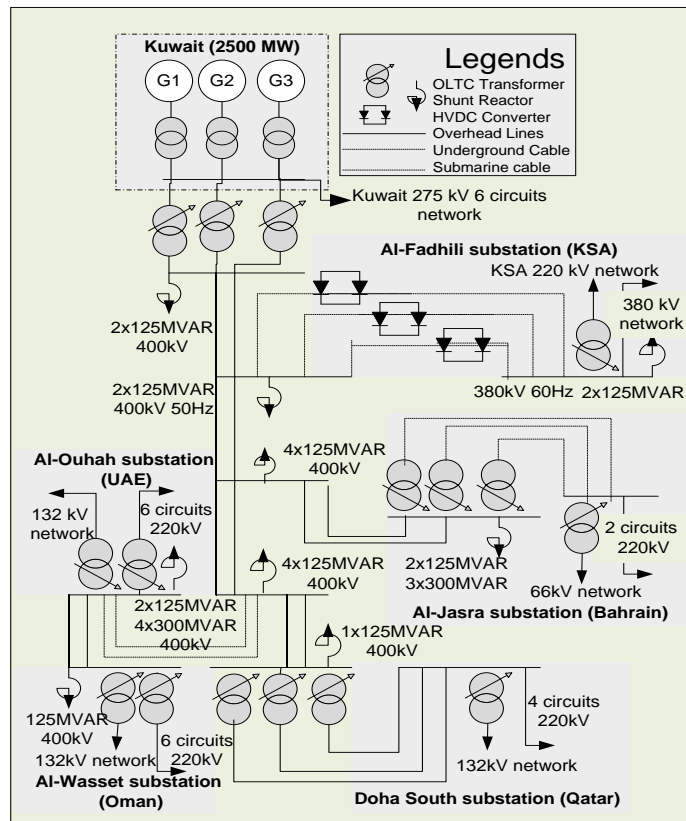 Kuwait (2500 MW)
G1
G2
G3
Legends
OLTC Transformer
Shunt Reactor
HVDC Converter
Overhead Lines
Underground Cable
Submarine cable
Kuwait 275 kV 6 circuits
network
Al-Fadhili substation (KSA)
KSA 220 kV network
380 kV
network
2x125MVAR
400kV
2x125MVAR
400kV 50Hz
380kV 60Hz
2x125MVAR
4x125MVAR
400kV
Al-Ouhah substation
(UAE)
132 kV
network
6 circuits
220kV
2x125MVAR
4x300MVAR
400kV
4x125MVAR
400kV
2x125MVAR
3x300MVAR
2 circuits
220kV
66kV network
Al-Jasra substation (Bahrain)
1x125MVAR
400kV
125MVAR
400kV
132kV network
6 circuits
220kV
Al-Wasset substation
(Oman)
4 circuits
220kV
132kV network
Doha South substation (Qatar)